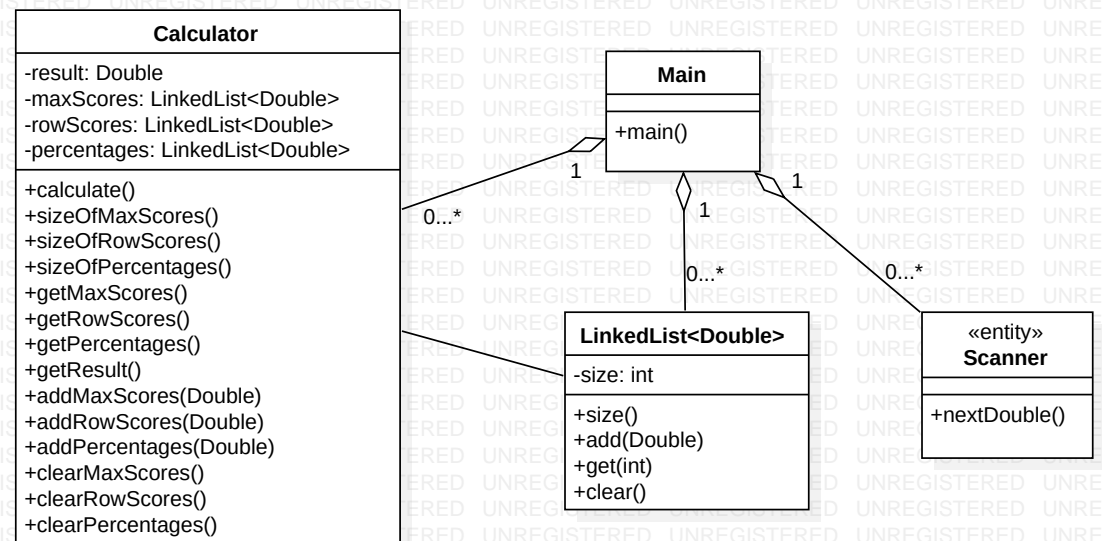 Calculator
-result: Double
-maxScores: LinkedList<Double>
-rowScores: LinkedList<Double>
-percentages: LinkedList<Double>
+calculate()
+sizeOfMaxScores()
+sizeOfRowScores()
+sizeOfPercentages()
+getMaxScores()
+getRowScores()
+getPercentages()
+getResult()
+addMaxScores(Double)
+addRowScores(Double)
+addPercentages(Double)
+clearMaxScores()
+clearRowScores()
+clearPercentages()
Main
+main()
1
0...*
1
0...*
1
0...*
LinkedList<Double>
-size: int
+size()
+add(Double)
+get(int)
+clear()
«entity»
Scanner
+nextDouble()
UNREGISTERED